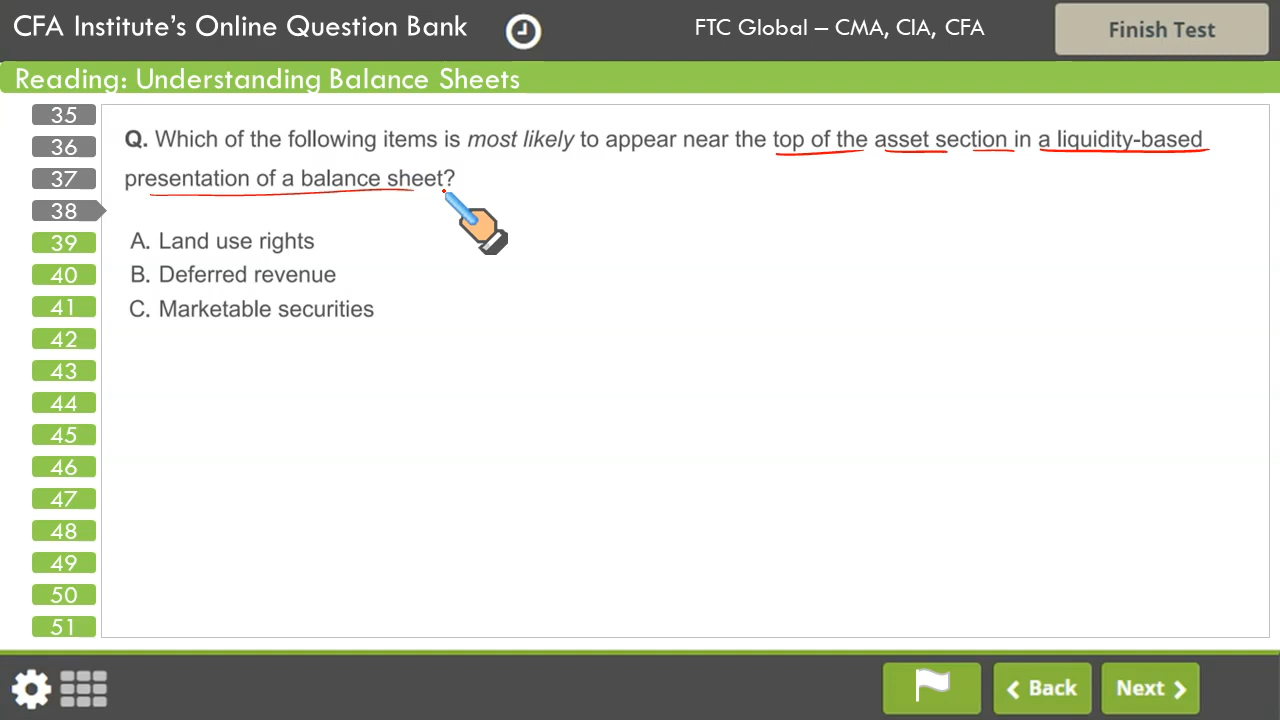 CFA Institute's Online Question Bank
FTC Global – CMA, CIA, CFA
Finish Test
Reading: Understanding Balance Sheets
35
36
37
38
39
40
41
42
43
44
45
46
47
48
49
50
51
Q. Which of the following items is most likely to appear near the top of the asset section in a liquidity-based
presentation of a balance sheet?
A. Land use rights
B. Deferred revenue
C. Marketable securities
Back
Next